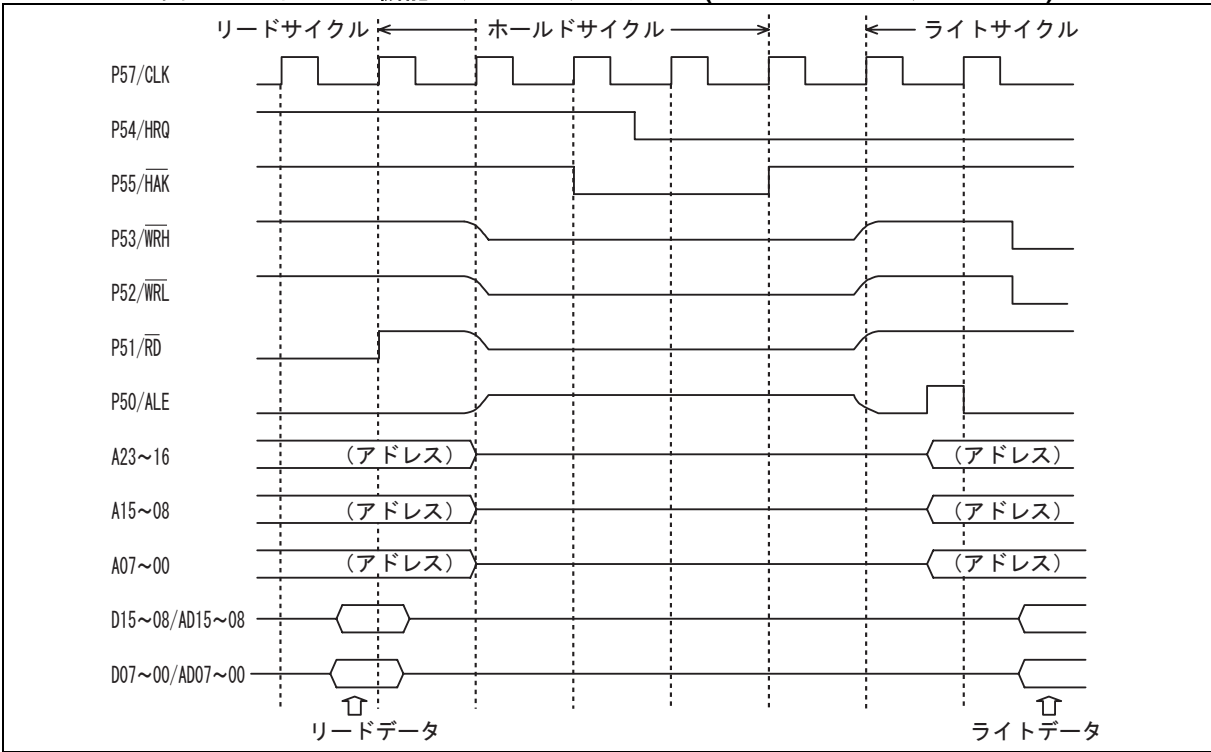 リードサイクル ホールドサイクル ライトサイクル
P57/CLK
P54/HRQ
P55/H̅A̅K̅
P53/W̅R̅H̅
P52/W̅R̅L̅
P51/R̅D̅
P50/ALE
A23～16 (アドレス) (アドレス)
A15～08 (アドレス) (アドレス)
A07～00 (アドレス) (アドレス)
D15～08/AD15～08
D07～00/AD07～00
リードデータ ライトデータ